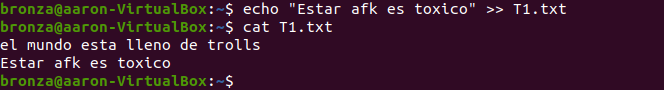 bronza@aaron-VirtualBox:~$ echo "Estar afk es toxico" >> T1.txt
bronza@aaron-VirtualBox:~$ cat T1.txt
el mundo esta lleno de trolls
Estar afk es toxico
bronza@aaron-VirtualBox:~$